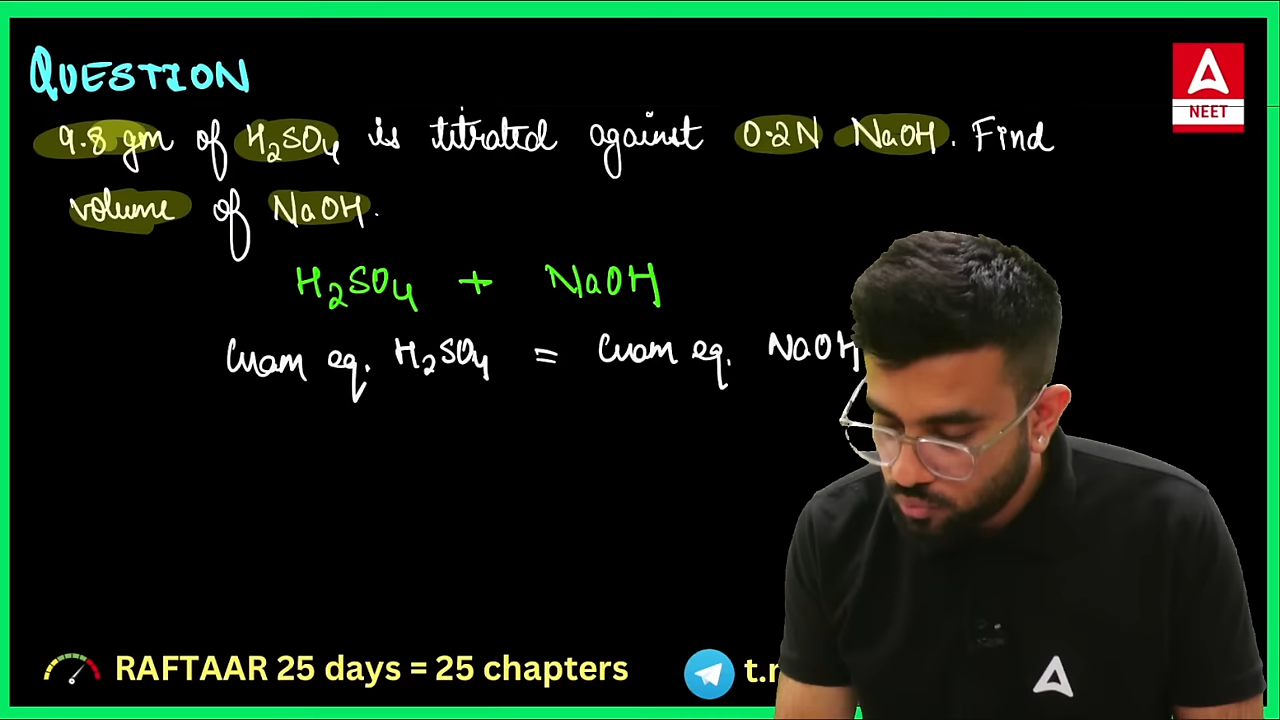 QUESTION
9.8 gm of H₂SO₄ is titrated against 0.2N NaOH. Find
volume of NaOH.
H₂SO₄ + NaOH
Gram eq. H₂SO₄ = Gram eq. NaOH
NEET
RAFTAAR 25 days = 25 chapters